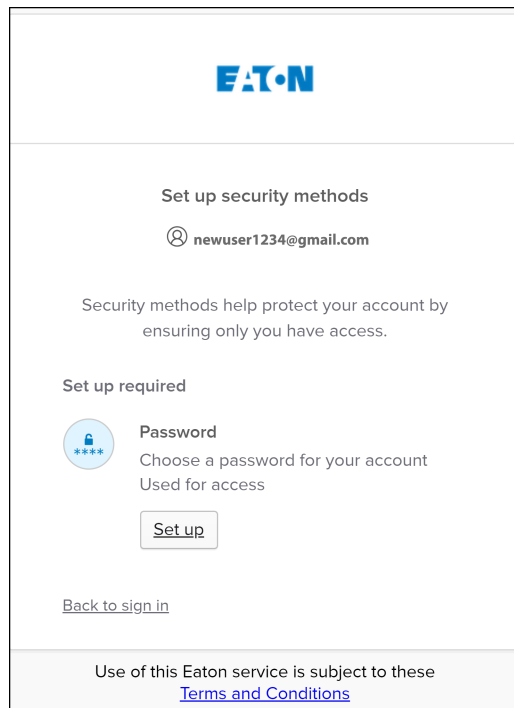 EATON
Set up security methods
newuser1234@gmail.com
Security methods help protect your account by
ensuring only you have access.
Set up required
****
Password
Choose a password for your account
Used for access
Set up
Back to sign in
Use of this Eaton service is subject to these
Terms and Conditions